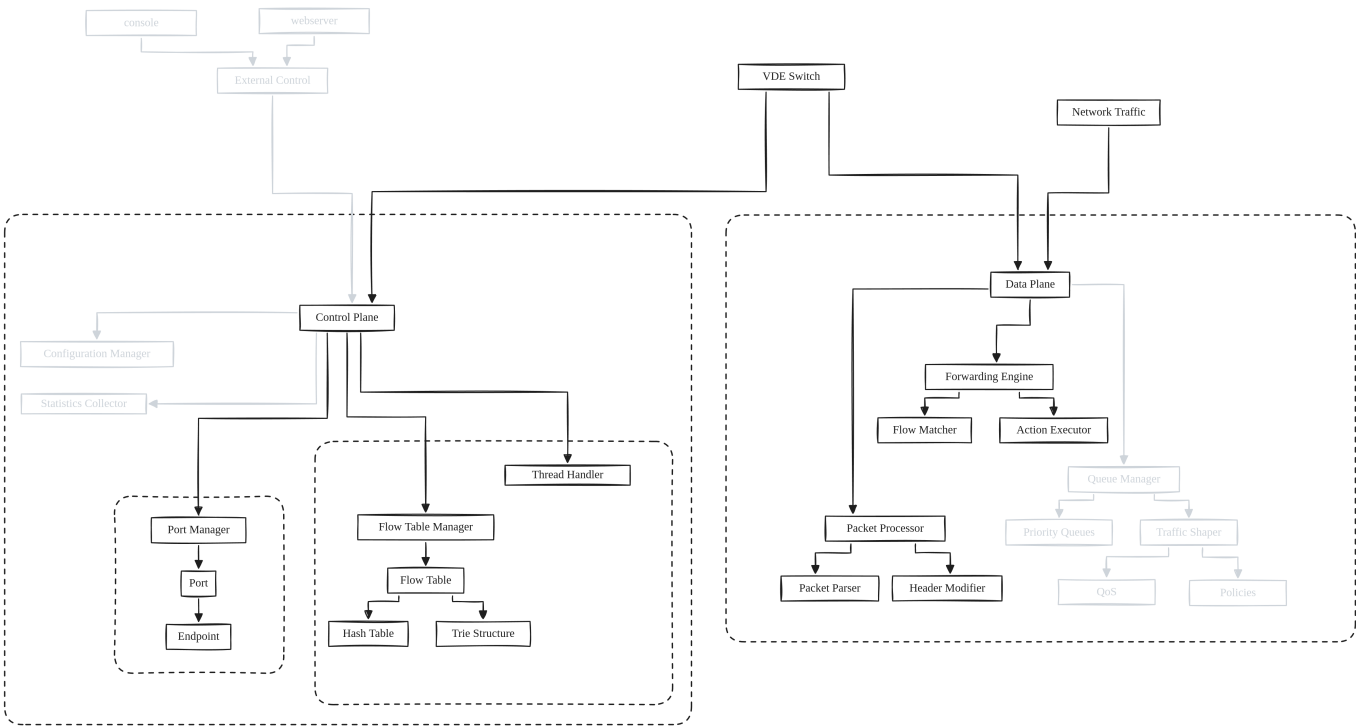 console
webserver
External Control
VDE Switch
Network Traffic
Control Plane
Data Plane
Configuration Manager
Statistics Collector
Thread Handler
Port Manager
Flow Table Manager
Port
Flow Table
Endpoint
Hash Table
Trie Structure
Forwarding Engine
Flow Matcher
Action Executor
Queue Manager
Packet Processor
Priority Queues
Traffic Shaper
Packet Parser
Header Modifier
QoS
Policies